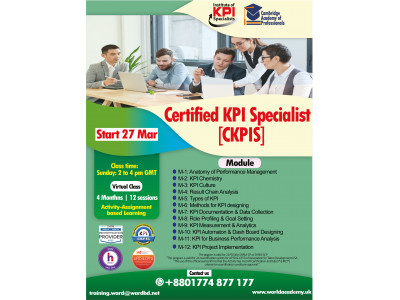 Institute of
KPI
Specialists
Cambridge
Academy of
Professionals
Certified KPI Specialist
[CKPIS]
Start 27 Mar
Class time:
Sunday: 2 to 4 pm GMT
Virtual Class
4 Monthes | 12 sessions
Activity-Assignment
based Learning
Module
M-1: Anatomy of Performance Management
M-2: KPI Chemistry
M-3: KPI Culture
M-4: Result Chain Analysis
M-5: Types of KPI
M-6: Methods for KPI designing
M-7: KPI Documentation & Data Collection
M-8: Role Profiling & Goal Setting
M-9: KPI Measurement & Analytics
M-10: KPI Automation & Dash Board Designing
M-11: KPI for Business Performance Analysis
M-12: KPI Project Implementation
PROVIDER
Contact us
+8801774 877 177
training.ward@wardbd.net
www.worldacademy.uk